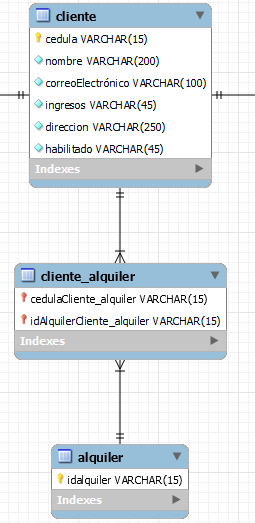 cliente
cedula VARCHAR(15)
nombre VARCHAR(200)
correoElectrónico VARCHAR(100)
ingresos VARCHAR(45)
direccion VARCHAR(250)
habilitado VARCHAR(45)
Indexes
cliente_alquiler
cedulaCliente_alquiler VARCHAR(15)
idAlquilerCliente_alquiler VARCHAR(15)
Indexes
alquiler
idalquiler VARCHAR(15)
Indexes